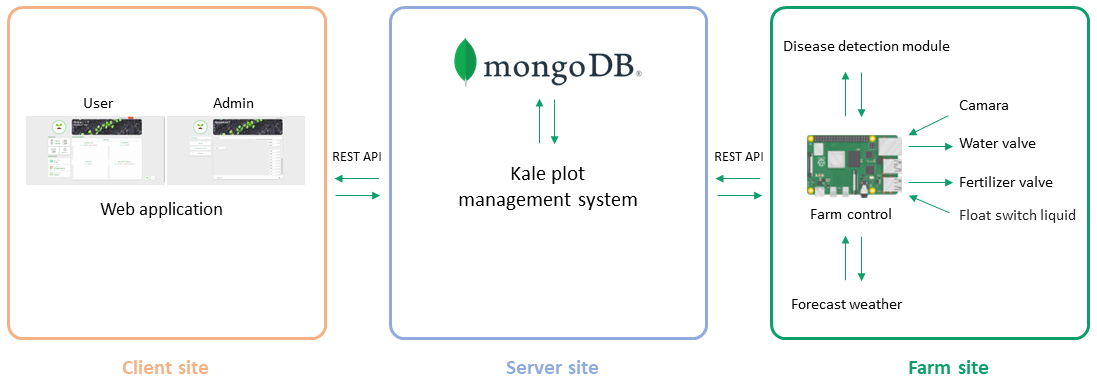 User
Admin
Web application
REST API
mongoDB®
Kale plot
management system
REST API
Disease detection module
Camara
Water valve
Fertilizer valve
Float switch liquid
Farm control
Forecast weather
Client site
Server site
Farm site